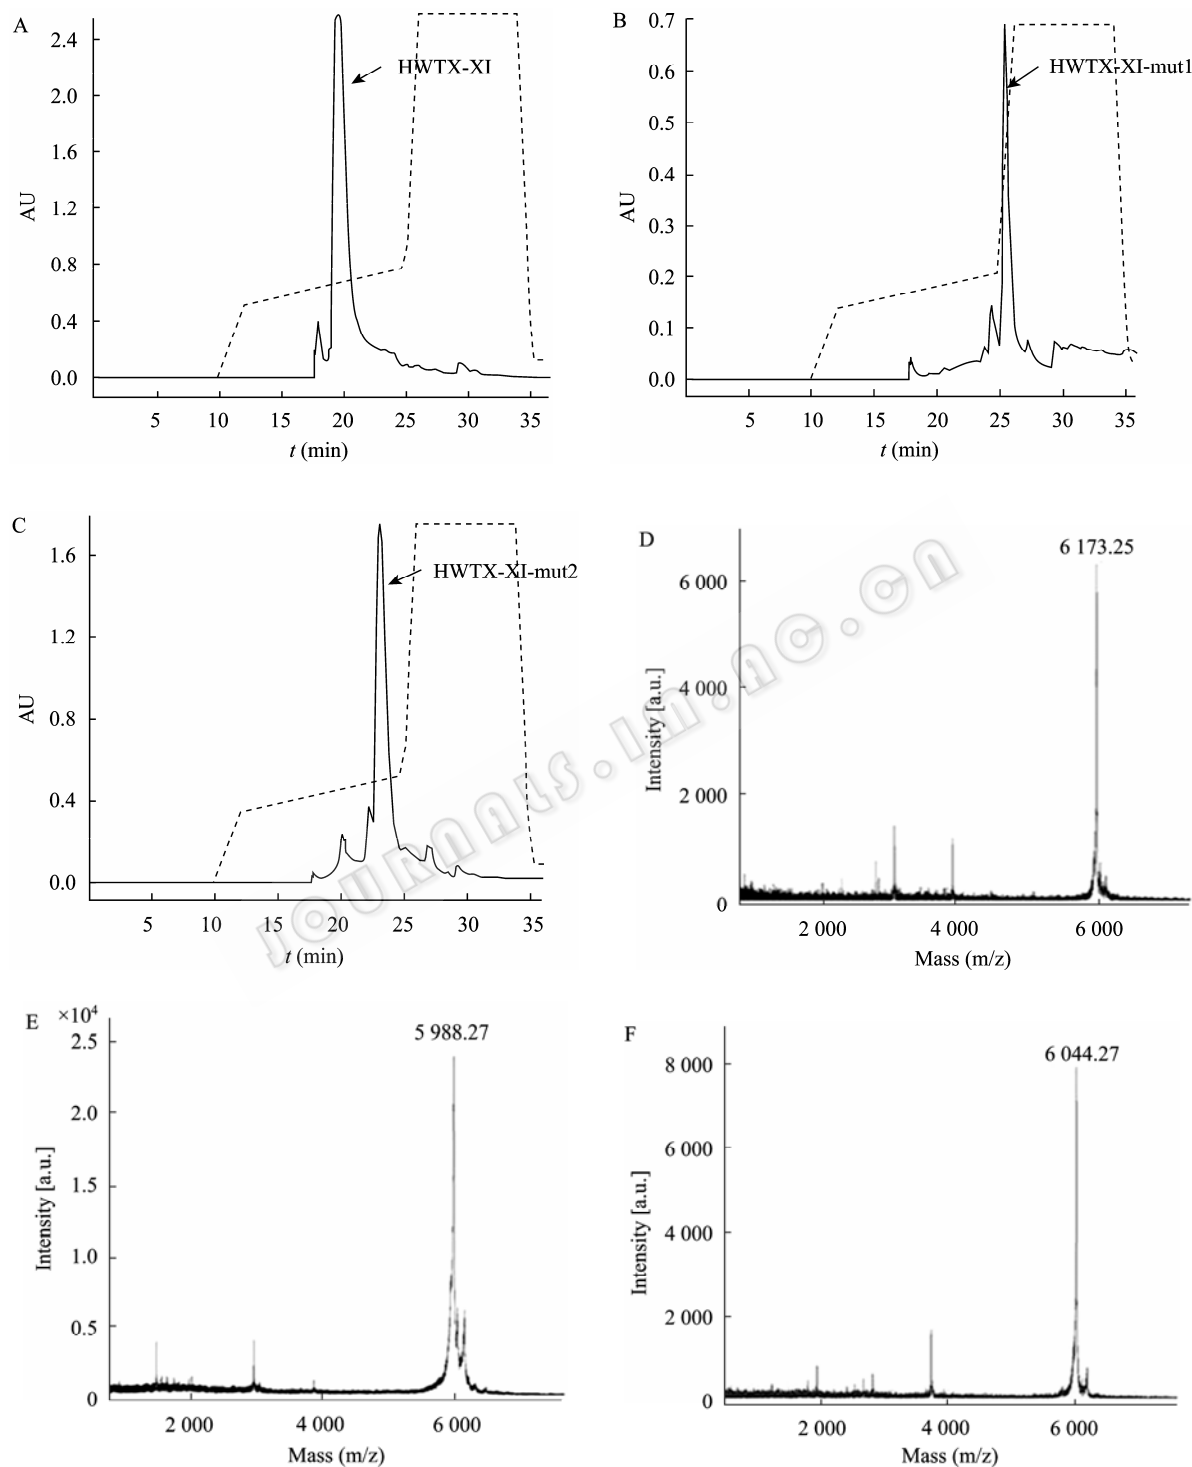 A
2.4
2.0
1.6
1.2
0.8
0.4
0.0
AU
HWTX-XI
5 10 15 20 25 30 35
t (min)
B
0.7
0.6
0.5
0.4
0.3
0.2
0.1
0.0
AU
HWTX-XI-mut1
5 10 15 20 25 30 35
t (min)
C
1.6
1.2
0.8
0.4
0.0
AU
HWTX-XI-mut2
5 10 15 20 25 30 35
t (min)
D
6 173.25
6 000
4 000
2 000
0
Intensity [a.u.]
2 000 4 000 6 000
Mass (m/z)
JOURNALS.IM.AC.CN
E
×10⁴
5 988.27
2.5
2.0
1.5
1.0
0.5
0
Intensity [a.u.]
2 000 4 000 6 000
Mass (m/z)
F
6 044.27
8 000
6 000
4 000
2 000
0
Intensity [a.u.]
2 000 4 000 6 000
Mass (m/z)